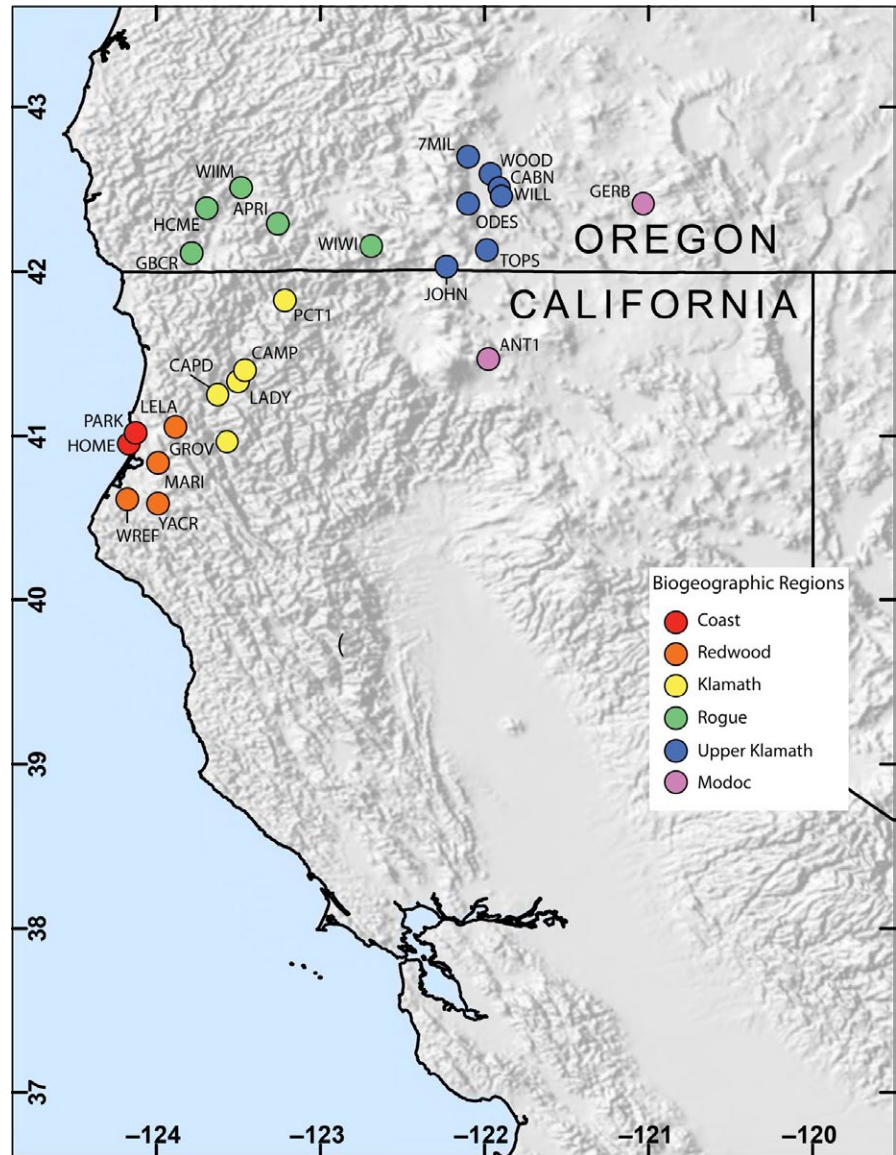 43
7MIL
WOOD
WIIM
CABN
WILL
GERB
APRI
HCME
ODES
WIWI
OREGON
GBCR
TOPS
42
JOHN
CALIFORNIA
PCT1
ANT1
CAMP
CAPD
LADY
LELA
PARK
41
HOME
GROV
MARI
WREF
YACR
Biogeographic Regions
40
Coast
Redwood
(
Klamath
Rogue
Upper Klamath
39
Modoc
38
37
–124
–123
–122
–121
–120